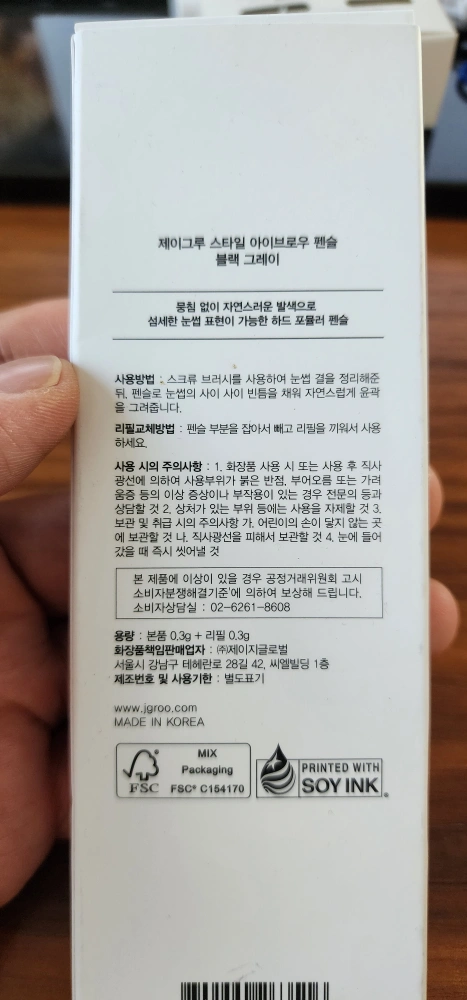 제이그루 스타일 아이브로우 펜슬
블랙 그레이
뭉침 없이 자연스러운 발색으로
섬세한 눈썹 표현이 가능한 하드 포뮬러 펜슬
사용방법 : 스크류 브러시를 사용하여 눈썹 결을 정리해준
뒤, 펜슬로 눈썹의 사이 사이 빈틈을 채워 자연스럽게 윤곽
을 그려줍니다.
리필교체방법 : 펜슬 부분을 잡아서 빼고 리필을 끼워서 사용
하세요.
사용 시의 주의사항 : 1. 화장품 사용 시 또는 사용 후 직사
광선에 의하여 사용부위가 붉은 반점, 부어오름 또는 가려
움증 등의 이상 증상이나 부작용이 있는 경우 전문의 등과
상담할 것 2. 상처가 있는 부위 등에는 사용을 자제할 것 3.
보관 및 취급 시의 주의사항 가. 어린이의 손이 닿지 않는 곳
에 보관할 것 나. 직사광선을 피해서 보관할 것 4. 눈에 들어
갔을 때 즉시 씻어낼 것
본 제품에 이상이 있을 경우 공정거래위원회 고시
소비자분쟁해결기준'에 의하여 보상해 드립니다.
소비자상담실 : 02-6261-8608
용량 : 본품 0.3g + 리필 0.3g
화장품책임판매업자 : ㈜제이지글로벌
서울시 강남구 테헤란로 28길 42, 씨엘빌딩 1층
제조번호 및 사용기한 : 별도표기
www.jgroo.com
MADE IN KOREA
MIX
Packaging
FSC FSC® C154170
PRINTED WITH
SOY INK